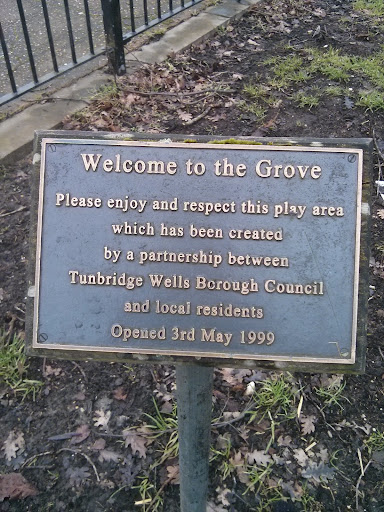 Welcome to the Grove
Please enjoy and respect this play area
which has been created
by a partnership between
Tunbridge Wells Borough Council
and local residents
Opened 3rd May 1999